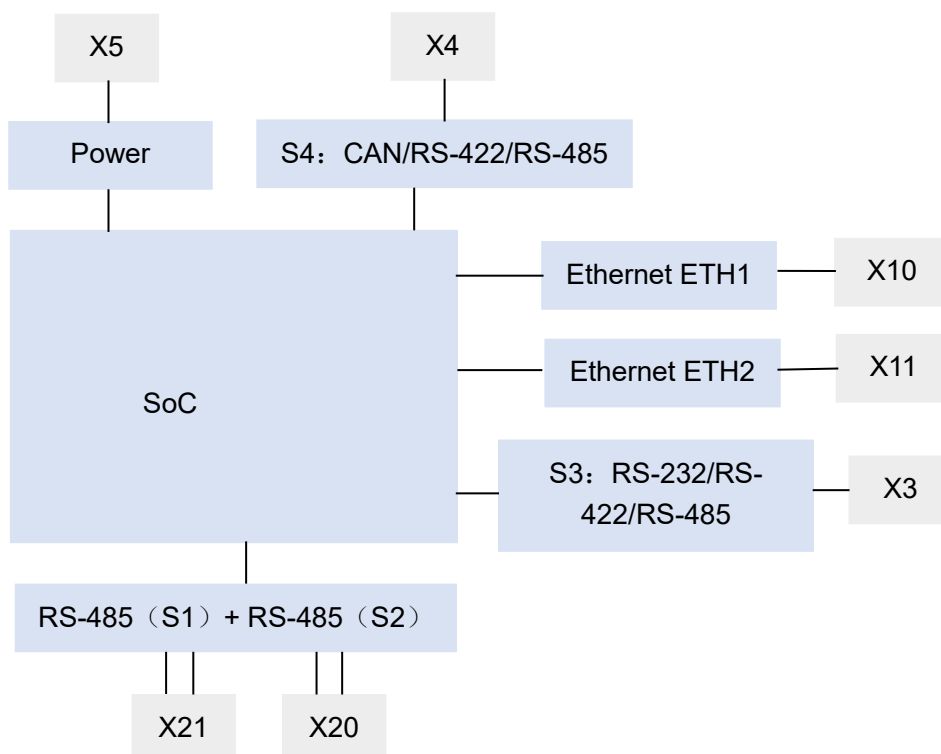 X5
X4
Power
S4：CAN/RS-422/RS-485
Ethernet ETH1
X10
Ethernet ETH2
X11
SoC
S3：RS-232/RS-
422/RS-485
X3
RS-485（S1）+ RS-485（S2）
X21
X20